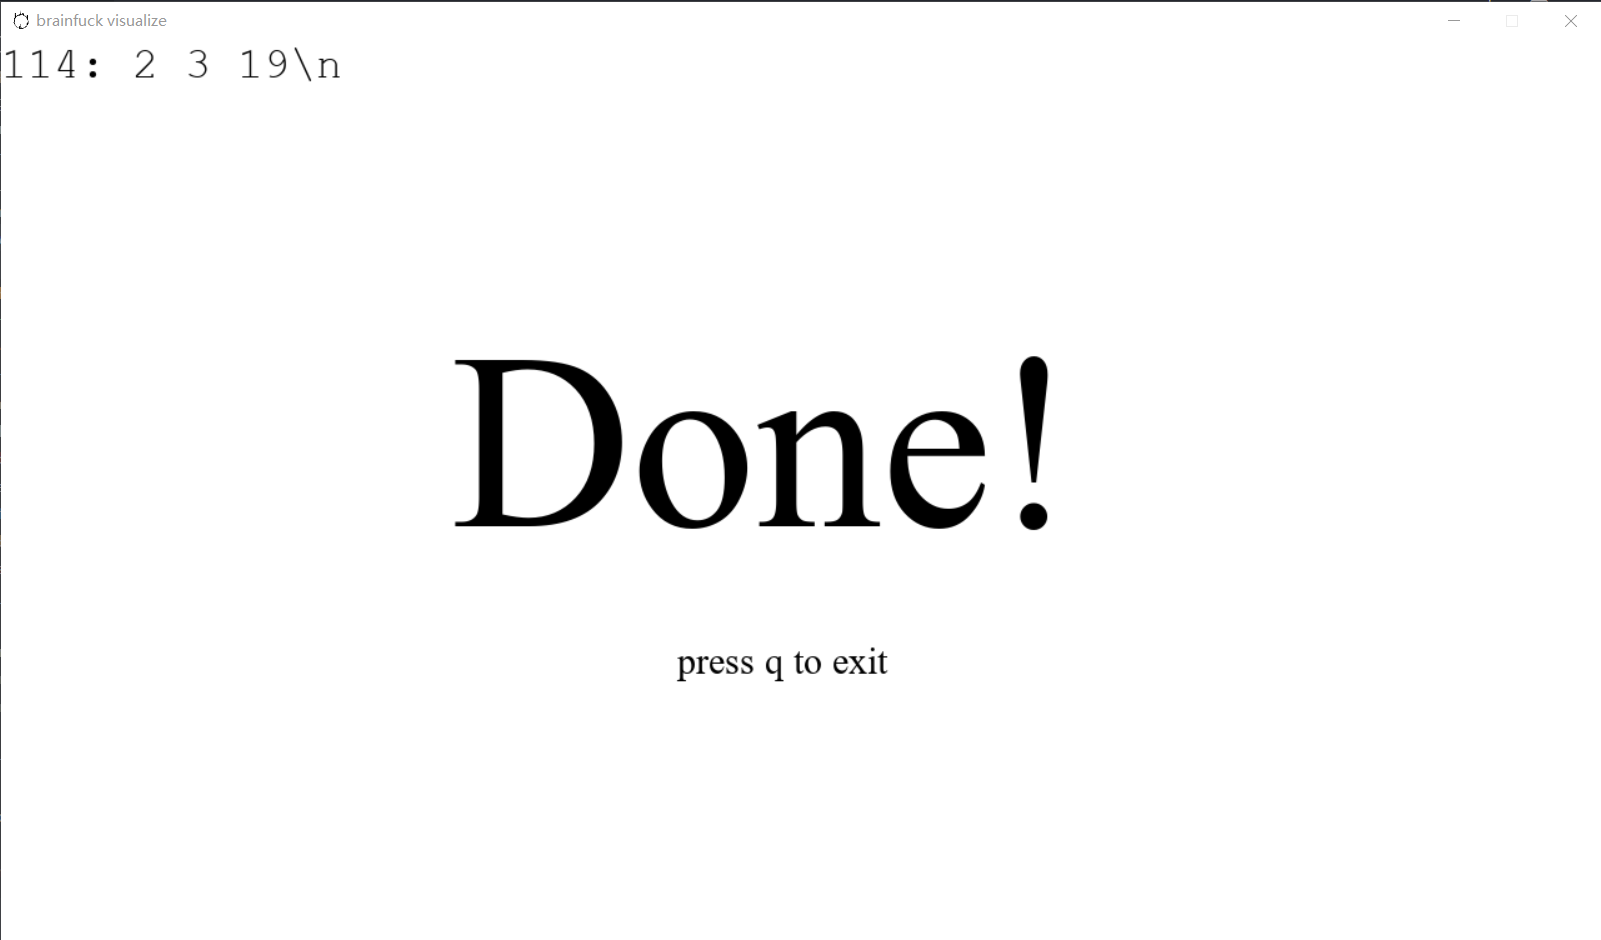 brainfuck visualize
114: 2 3 19\n
Done!
press q to exit